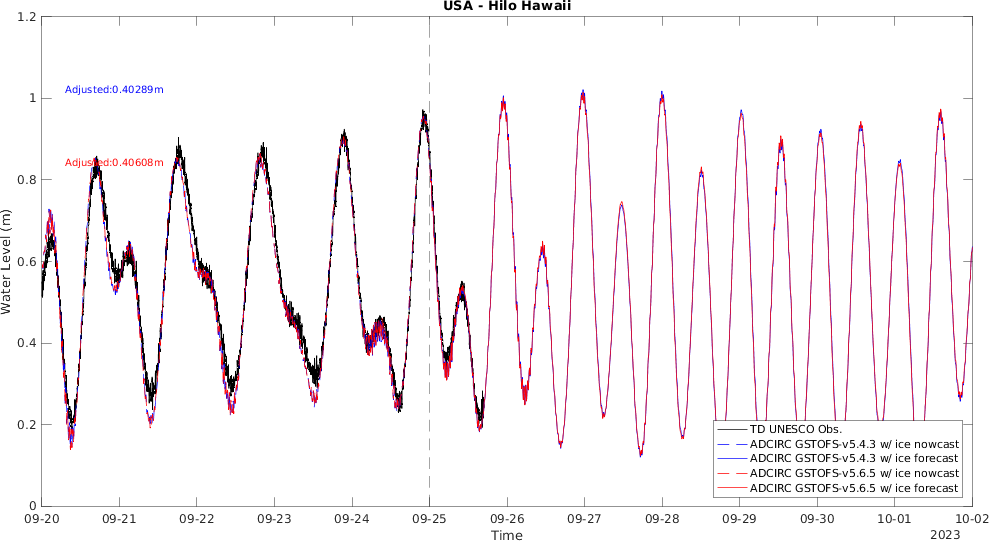 USA - Hilo Hawaii
1.2
1
0.8
0.6
0.4
0.2
0
Water Level (m)
Adjusted:0.40289m
Adjusted:0.40608m
TD UNESCO Obs.
ADCIRC GSTOFS-v5.4.3 w/ ice nowcast
ADCIRC GSTOFS-v5.4.3 w/ ice forecast
ADCIRC GSTOFS-v5.6.5 w/ ice nowcast
ADCIRC GSTOFS-v5.6.5 w/ ice forecast
09-20 09-21 09-22 09-23 09-24 09-25 09-26 09-27 09-28 09-29 09-30 10-01 10-02
Time
2023